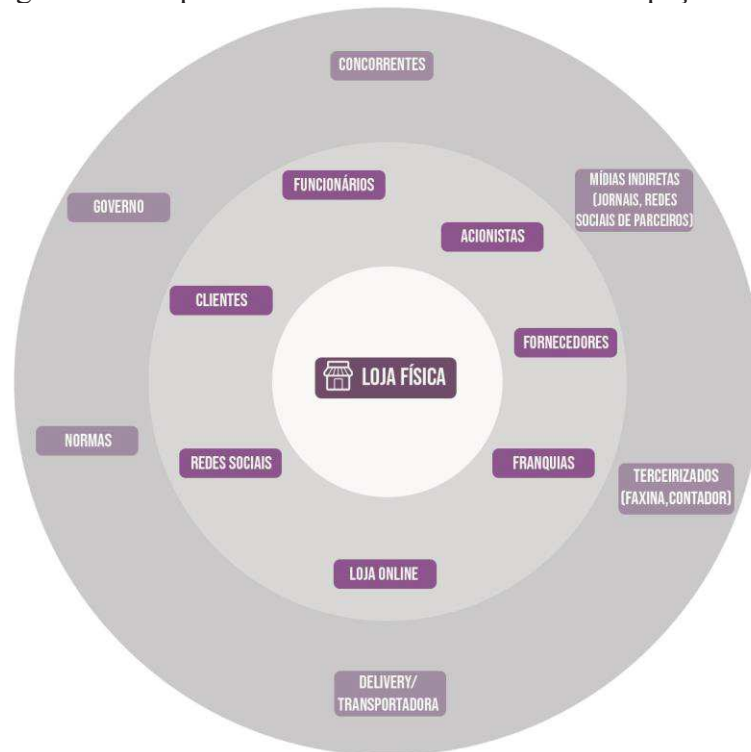 CONCORRENTES
FUNCIONÁRIOS
MÍDIAS INDIRETAS
(JORNAIS, REDES
SOCIAIS DE PARCEIROS)
GOVERNO
ACIONISTAS
CLIENTES
FORNECEDORES
LOJA FÍSICA
NORMAS
REDES SOCIAIS
FRANQUIAS
TERCEIRIZADOS
(FAXINA,CONTADOR)
LOJA ONLINE
DELIVERY/
TRANSPORTADORA